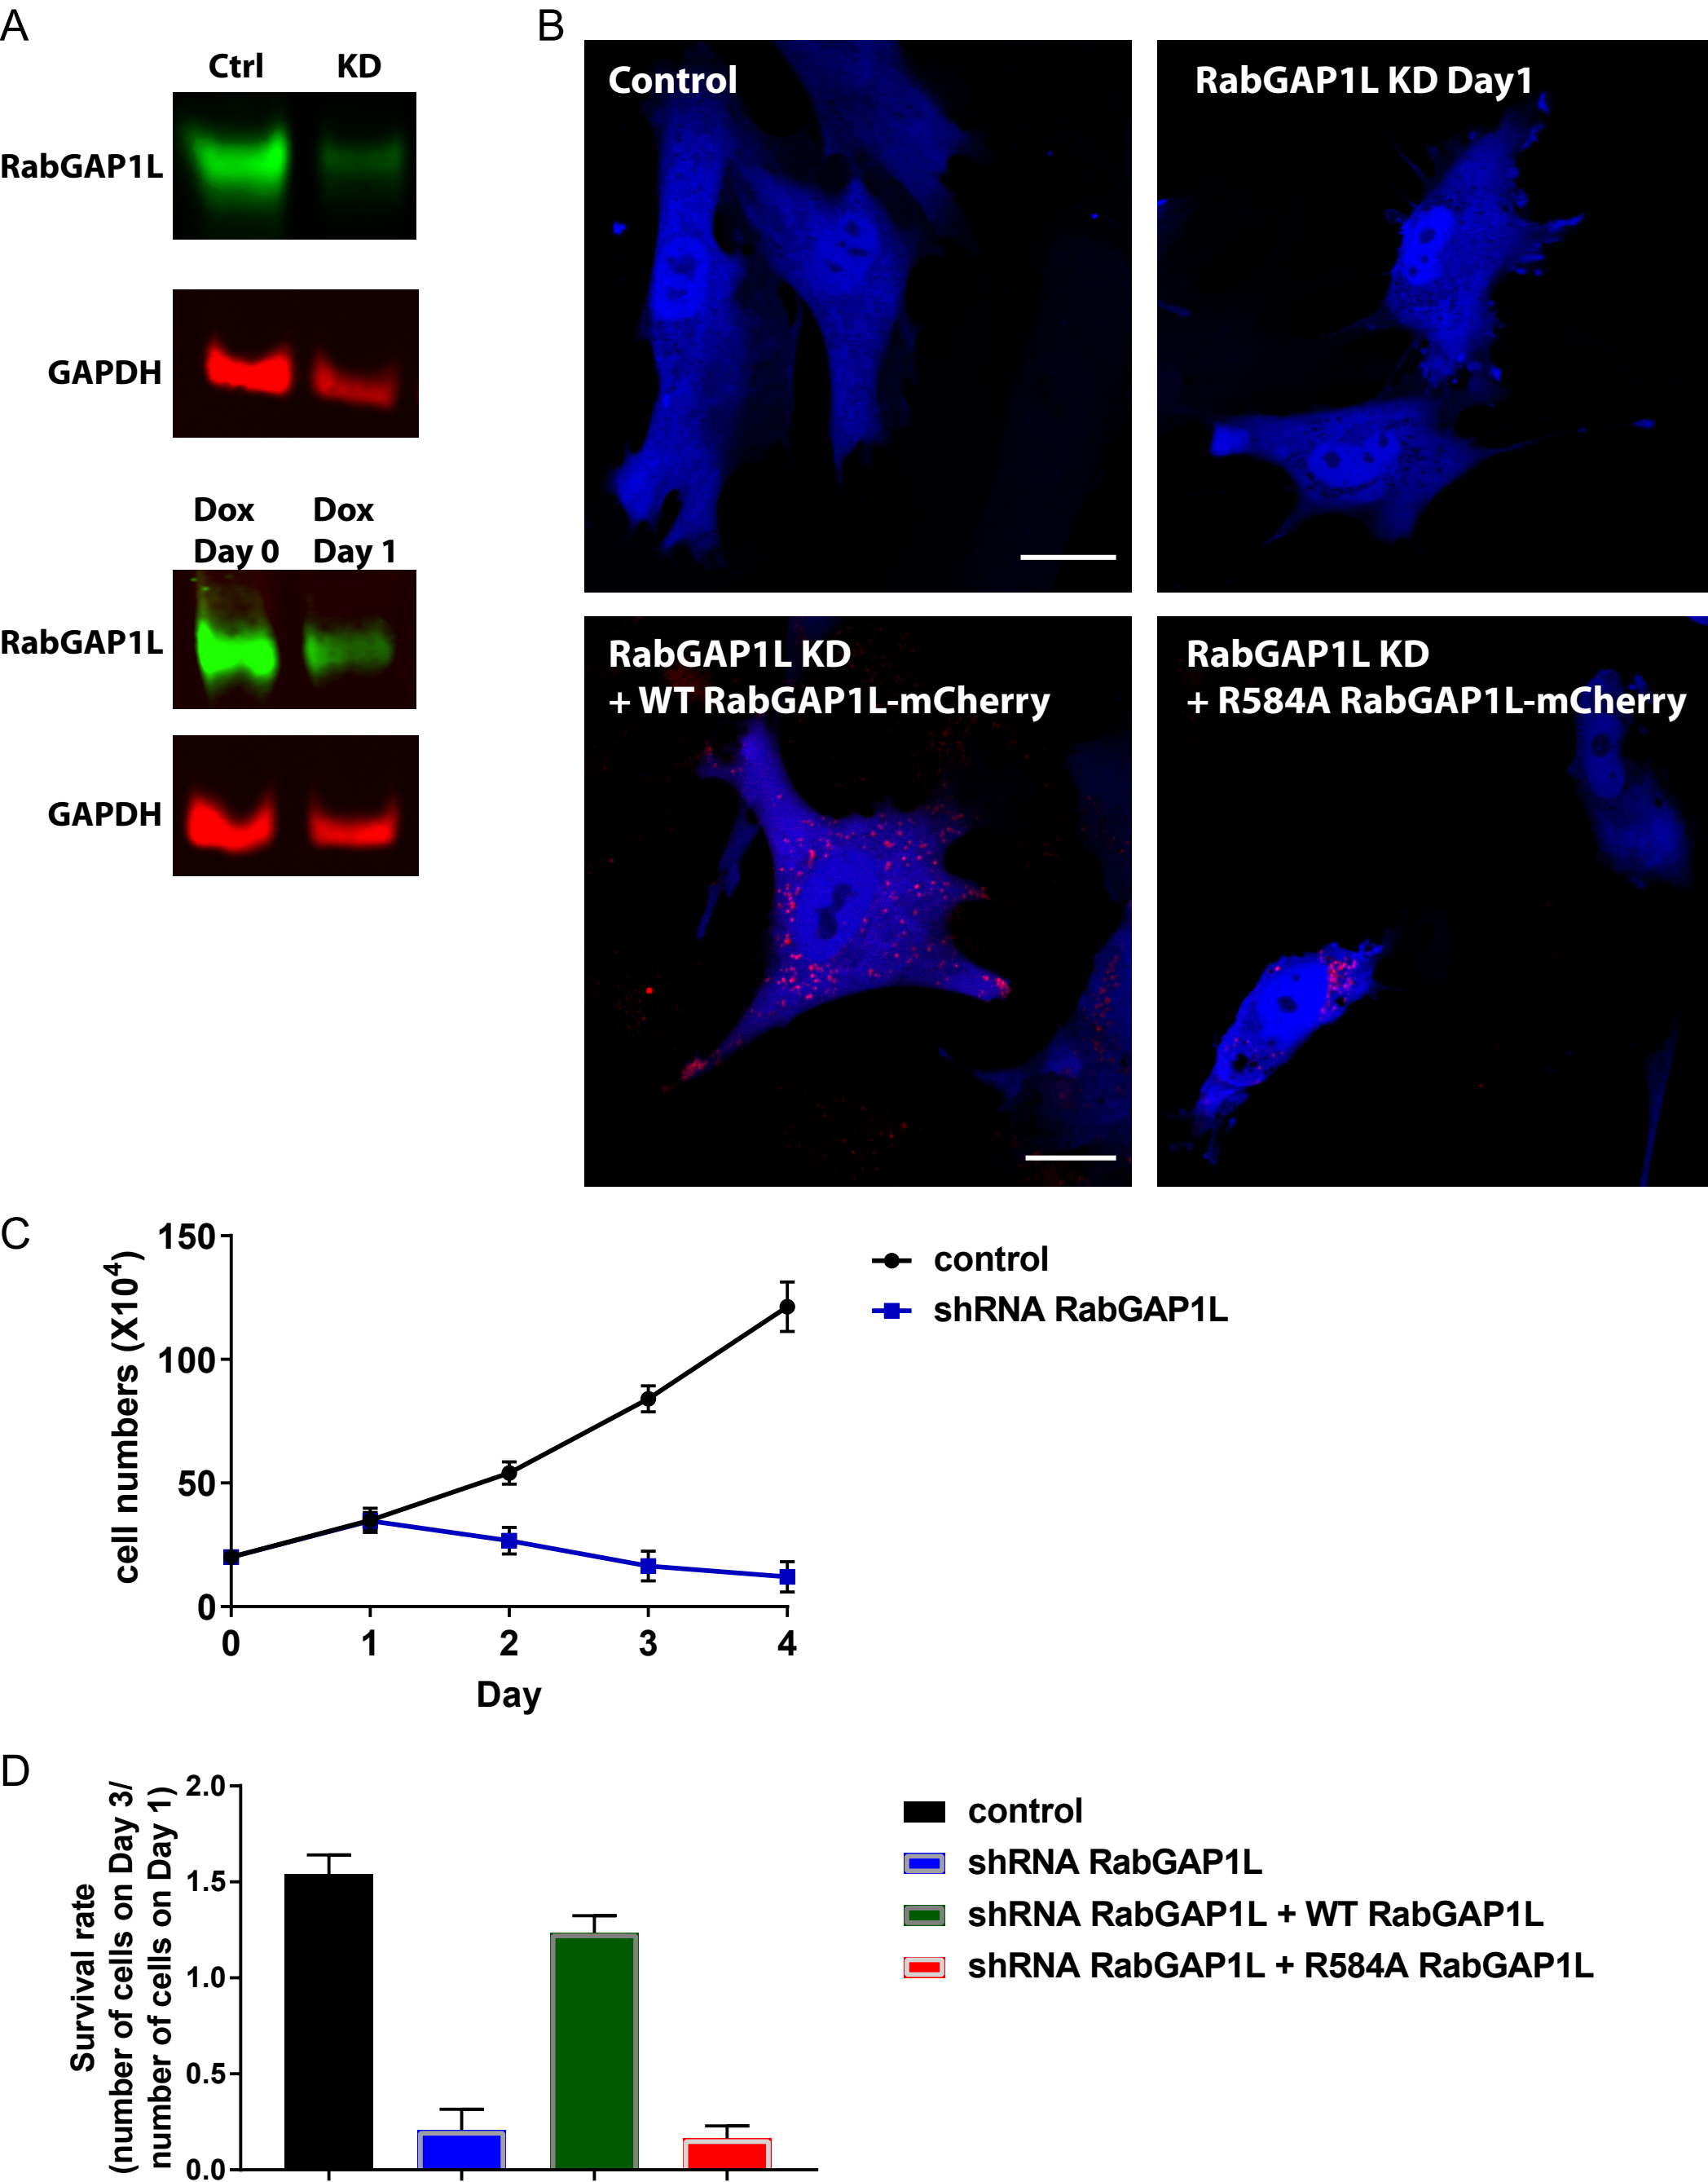 A
Ctrl KD
RabGAP1L
GAPDH
Dox Dox
Day 0 Day 1
RabGAP1L
GAPDH
B
Control
RabGAP1L KD Day1
RabGAP1L KD
+ WT RabGAP1L-mCherry
RabGAP1L KD
+ R584A RabGAP1L-mCherry
C
cell numbers (X10⁴)
150
100
50
0
0 1 2 3 4
Day
control
shRNA RabGAP1L
D
Survival rate
(number of cells on Day 3/
number of cells on Day 1)
2.0
1.5
1.0
0.5
0.0
control
shRNA RabGAP1L
shRNA RabGAP1L + WT RabGAP1L
shRNA RabGAP1L + R584A RabGAP1L